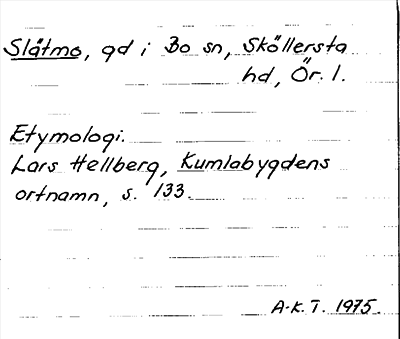 Slåtmo, gd i Bo sn, Sköllersta
hd, Ör. l.
Etymologi.
Lars Hellberg, Kumlabygdens
ortnamn, s. 133.
A.K.T. 1975.